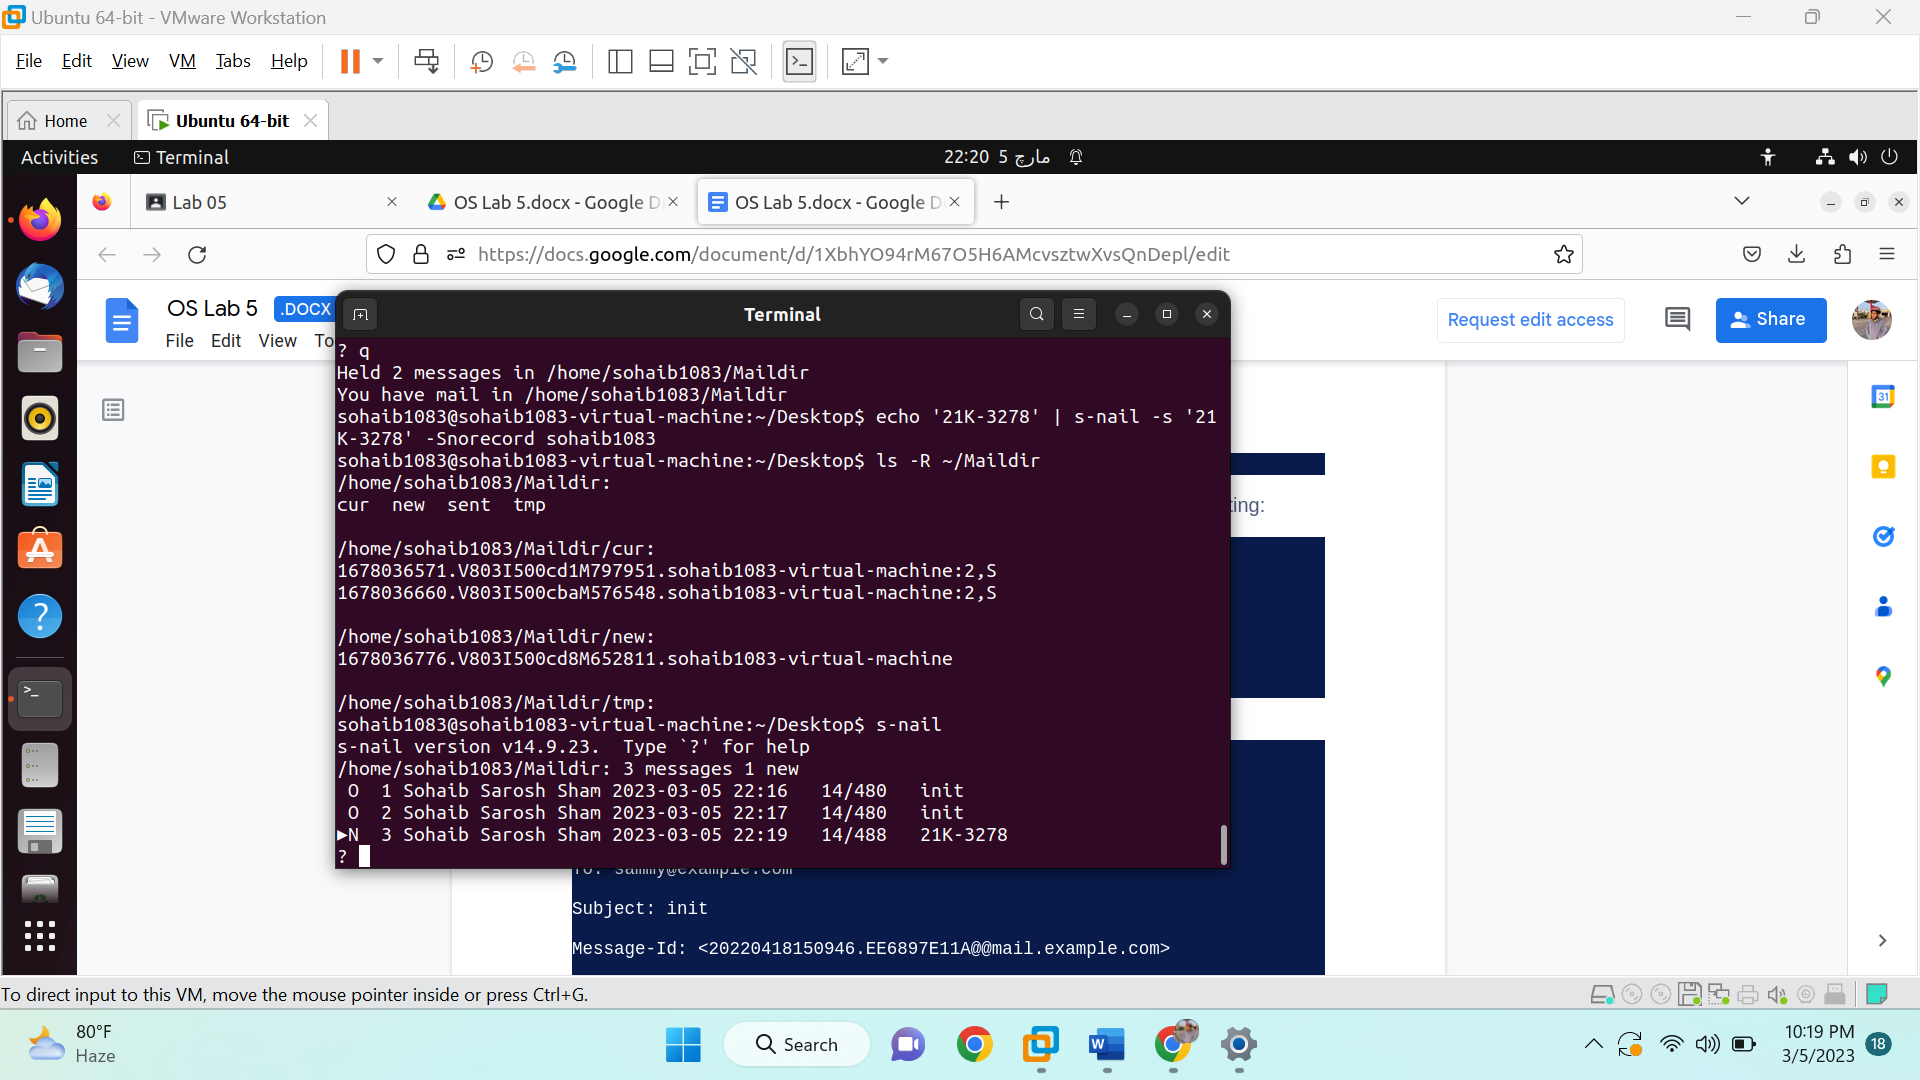 Ubuntu 64-bit - VMware Workstation
File Edit View VM Tabs Help
Home
Ubuntu 64-bit
Activities
Terminal
22:20 5 مارچ
Lab 05
OS Lab 5.docx - Google D
OS Lab 5.docx - Google D
https://docs.google.com/document/d/1XbhYO94rM67O5H6AMcvsztwXvsQnDepl/edit
OS Lab 5
.DOCX
File Edit View To
Request edit access
Share
Terminal
? q
Held 2 messages in /home/sohaib1083/Maildir
You have mail in /home/sohaib1083/Maildir
sohaib1083@sohaib1083-virtual-machine:~/Desktop$ echo '21K-3278' | s-nail -s '21
K-3278' -Snorecord sohaib1083
sohaib1083@sohaib1083-virtual-machine:~/Desktop$ ls -R ~/Maildir
/home/sohaib1083/Maildir:
cur new sent tmp
/home/sohaib1083/Maildir/cur:
1678036571.V803I500cd1M797951.sohaib1083-virtual-machine:2,S
1678036660.V803I500cbaM576548.sohaib1083-virtual-machine:2,S
/home/sohaib1083/Maildir/new:
1678036776.V803I500cd8M652811.sohaib1083-virtual-machine
/home/sohaib1083/Maildir/tmp:
sohaib1083@sohaib1083-virtual-machine:~/Desktop$ s-nail
s-nail version v14.9.23. Type `?' for help
/home/sohaib1083/Maildir: 3 messages 1 new
O 1 Sohaib Sarosh Sham 2023-03-05 22:16 14/480 init
O 2 Sohaib Sarosh Sham 2023-03-05 22:17 14/480 init
▶N 3 Sohaib Sarosh Sham 2023-03-05 22:19 14/488 21K-3278
?
ting:
To: sammy@example.com
Subject: init
Message-Id: <20220418150946.EE6897E11A@@mail.example.com>
31
To direct input to this VM, move the mouse pointer inside or press Ctrl+G.
80°F
Haze
Search
10:19 PM
3/5/2023
18